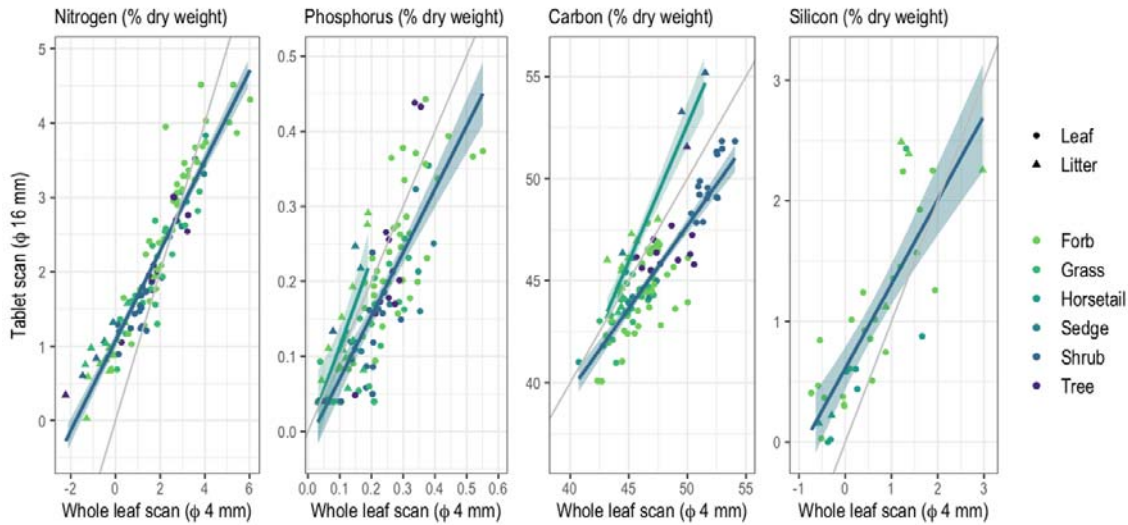 Nitrogen (% dry weight)
Phosphorus (% dry weight)
Carbon (% dry weight)
Silicon (% dry weight)
Tablet scan (ϕ 16 mm)
5
4
3
2
1
0
-2 0 2 4 6
Whole leaf scan (ϕ 4 mm)
0.5
0.4
0.3
0.2
0.1
0.0
0.0 0.1 0.2 0.3 0.4 0.5 0.6
Whole leaf scan (ϕ 4 mm)
55
50
45
40
40 45 50 55
Whole leaf scan (ϕ 4 mm)
3
2
1
0
-1 0 1 2 3
Whole leaf scan (ϕ 4 mm)
Leaf
Litter
Forb
Grass
Horsetail
Sedge
Shrub
Tree